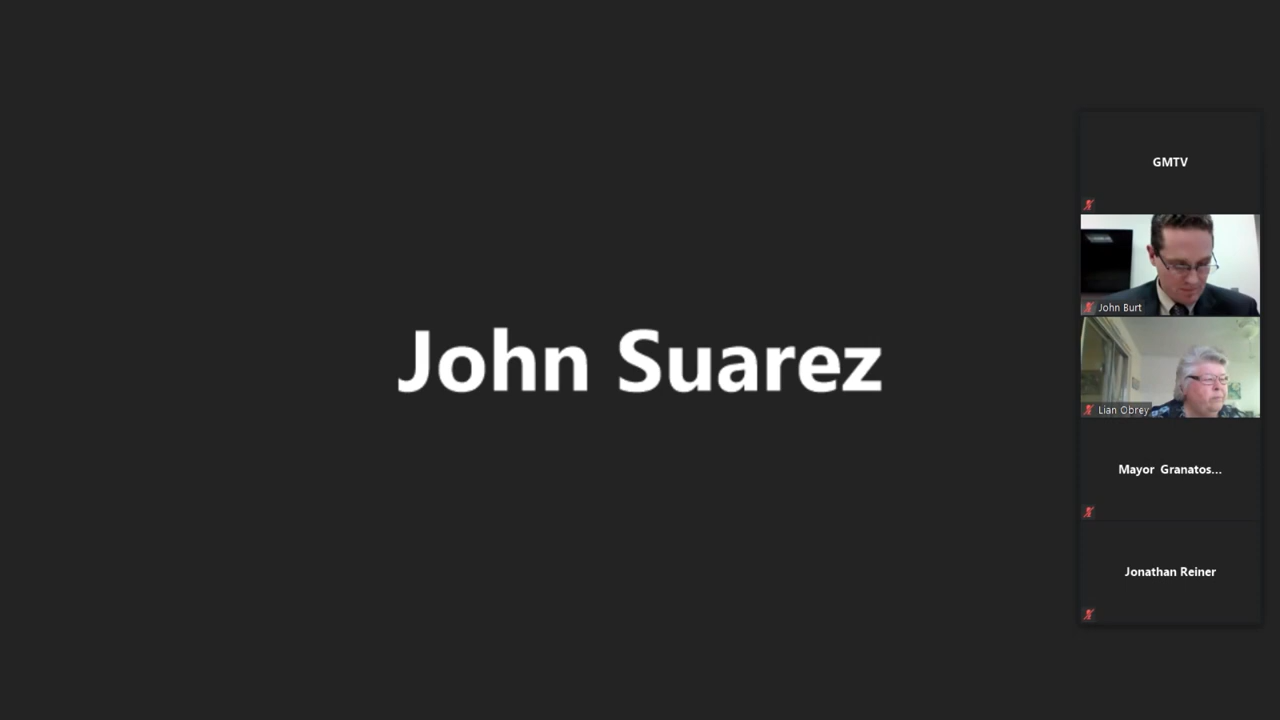 John Suarez
GMTV
John Burt
Lian Obrey
Mayor Granatos...
Jonathan Reiner